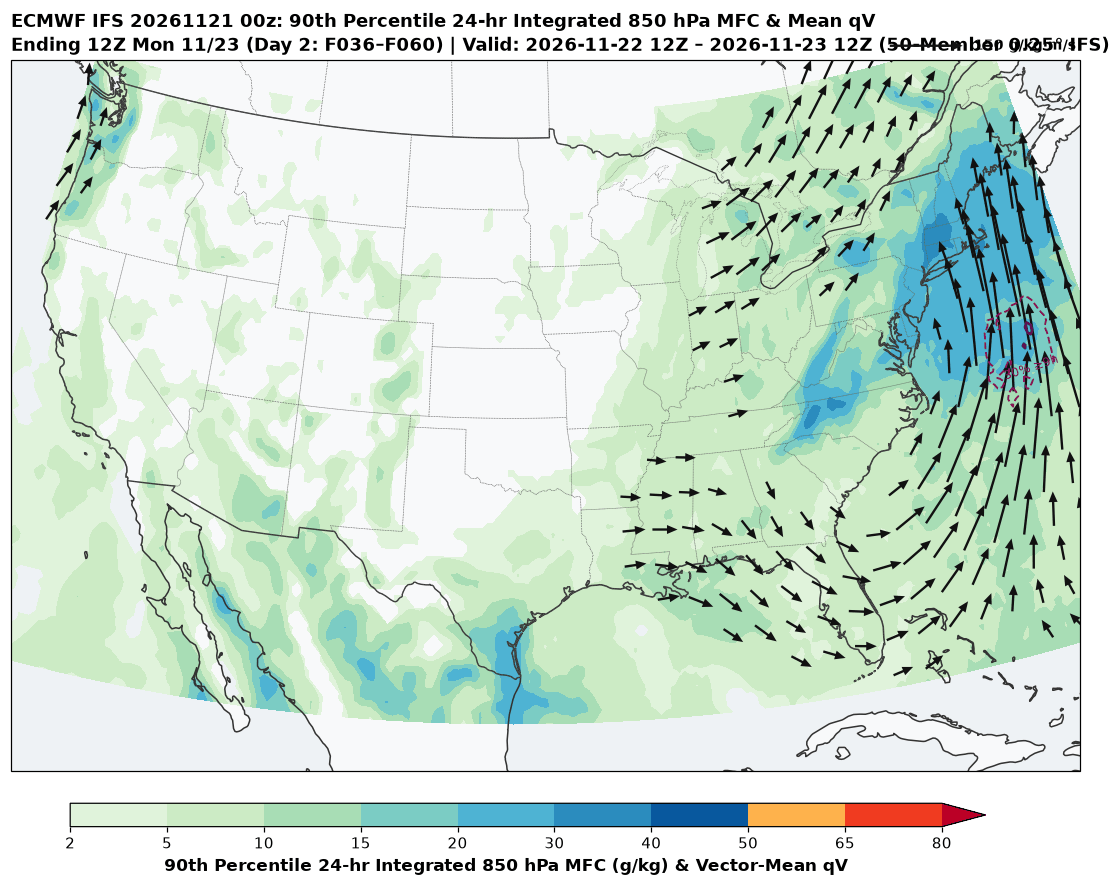 ECMWF IFS 20261121 00z: 90th Percentile 24-hr Integrated 850 hPa MFC & Mean qV
Ending 12Z Mon 11/23 (Day 2: F036–F060) | Valid: 2026-11-22 12Z – 2026-11-23 12Z (50-Member 0.25° IFS)
2 5 10 15 20 30 40 50 65 80
90th Percentile 24-hr Integrated 850 hPa MFC (g/kg) & Vector-Mean qV